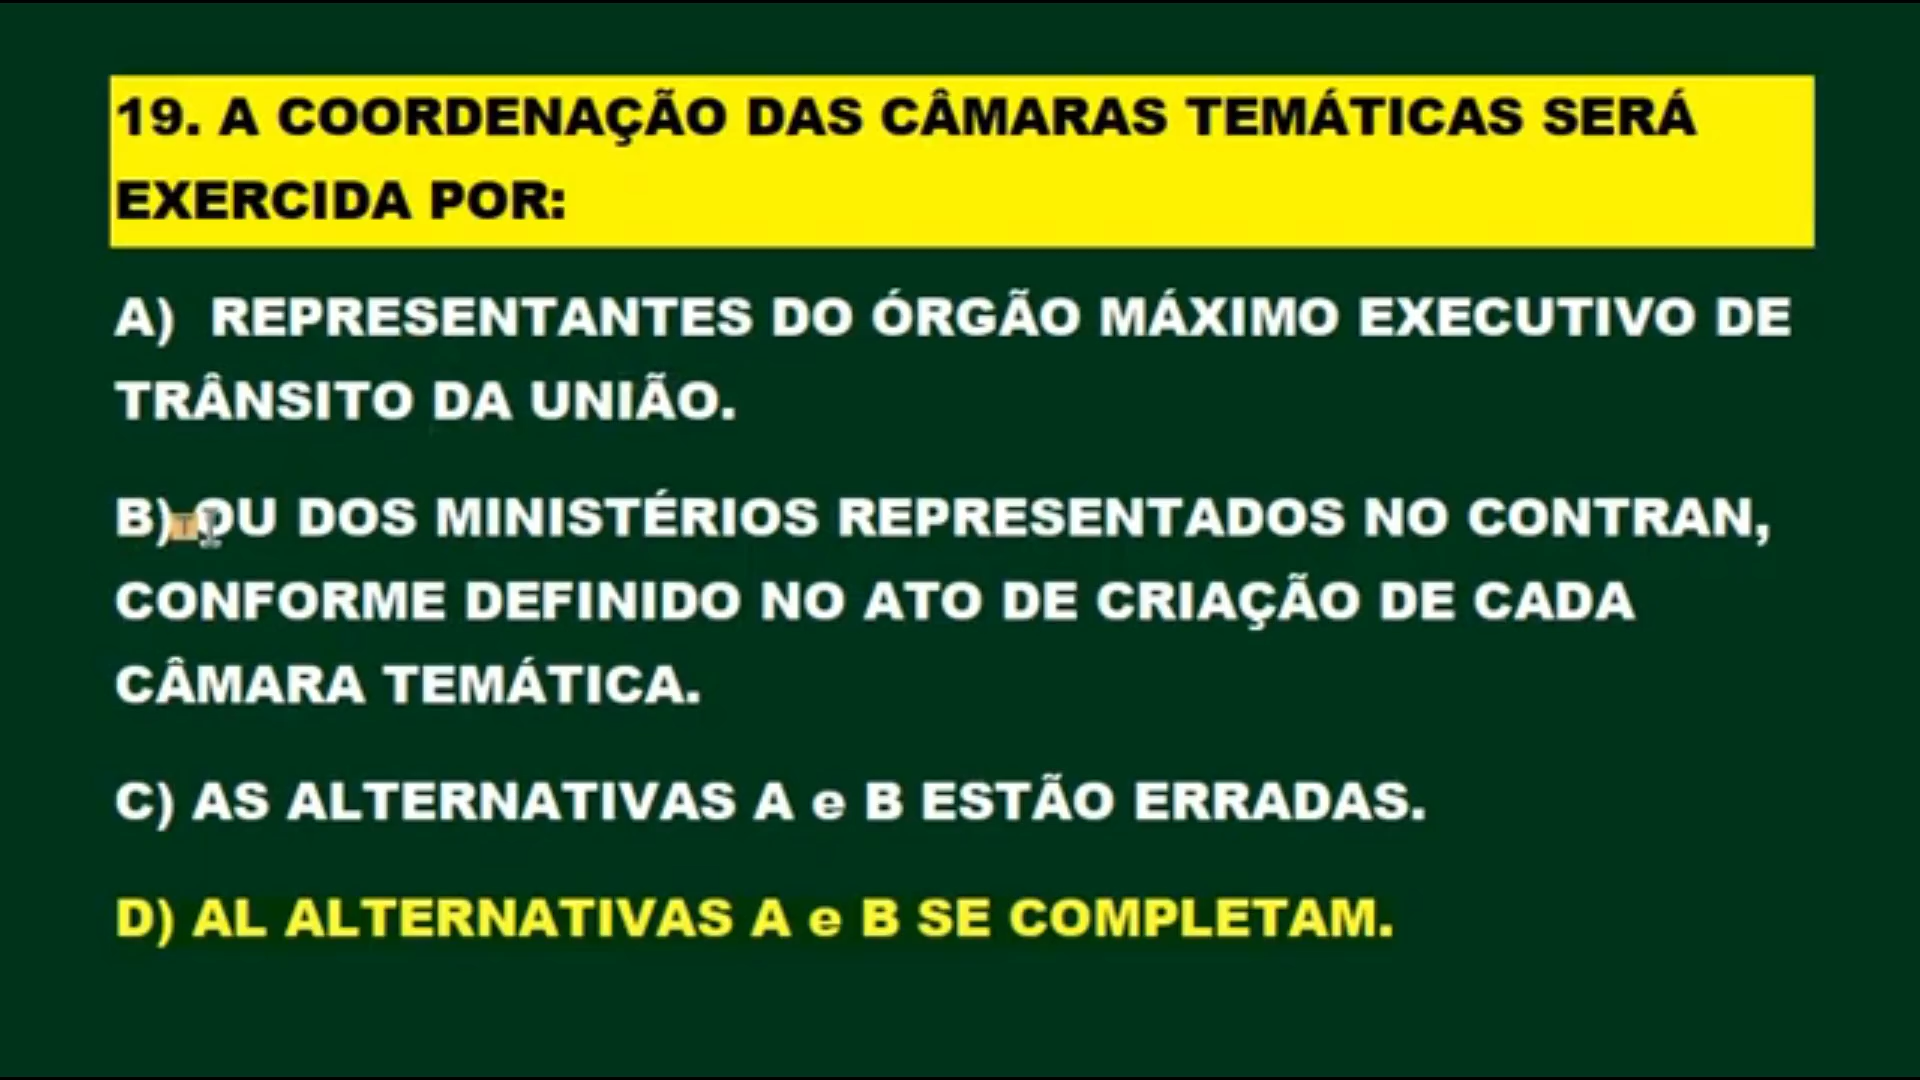 19. A COORDENAÇÃO DAS CÂMARAS TEMÁTICAS SERÁ
EXERCIDA POR:
A) REPRESENTANTES DO ÓRGÃO MÁXIMO EXECUTIVO DE
TRÂNSITO DA UNIÃO.
B) OU DOS MINISTÉRIOS REPRESENTADOS NO CONTRAN,
CONFORME DEFINIDO NO ATO DE CRIAÇÃO DE CADA
CÂMARA TEMÁTICA.
C) AS ALTERNATIVAS A e B ESTÃO ERRADAS.
D) AL ALTERNATIVAS A e B SE COMPLETAM.